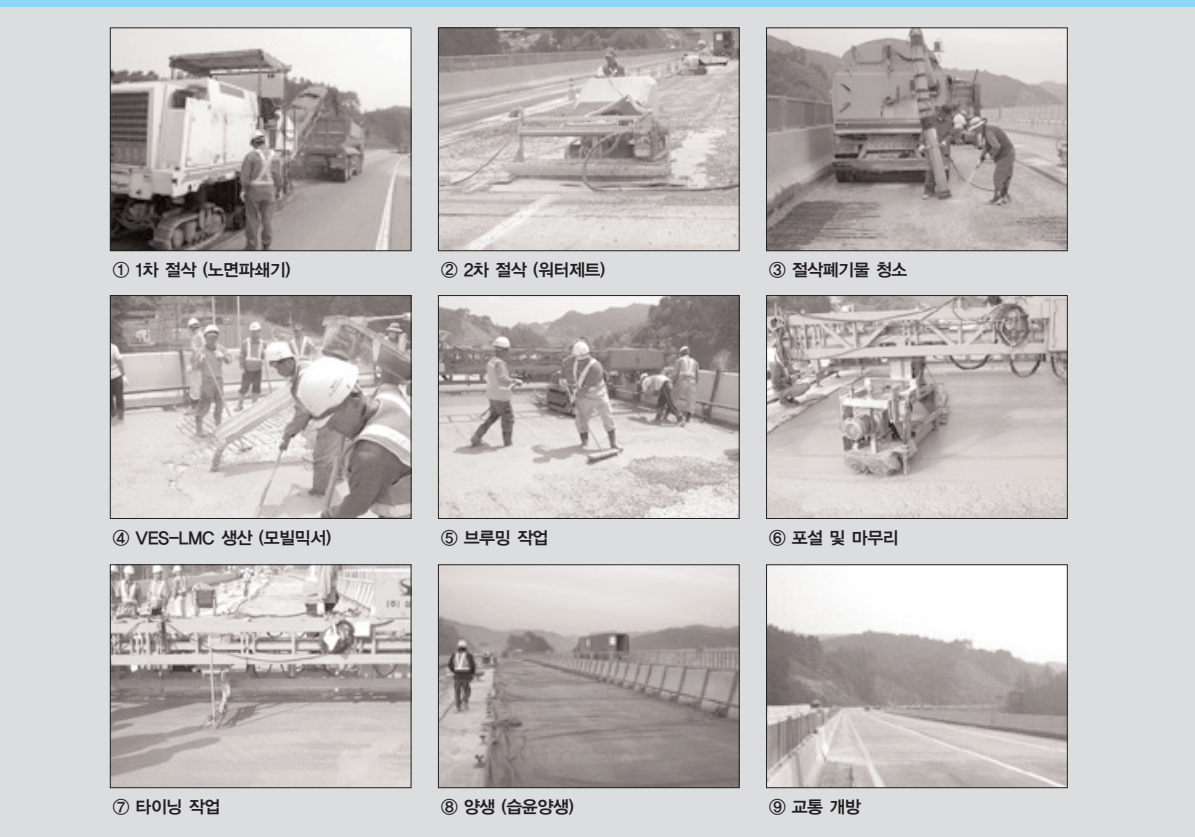 ① 1차 절삭 (노면파쇄기)
② 2차 절삭 (워터제트)
③ 절삭폐기물 청소
④ VES-LMC 생산 (모빌믹서)
⑤ 브루밍 작업
⑥ 포설 및 마무리
⑦ 타이닝 작업
⑧ 양생 (습윤양생)
⑨ 교통 개방